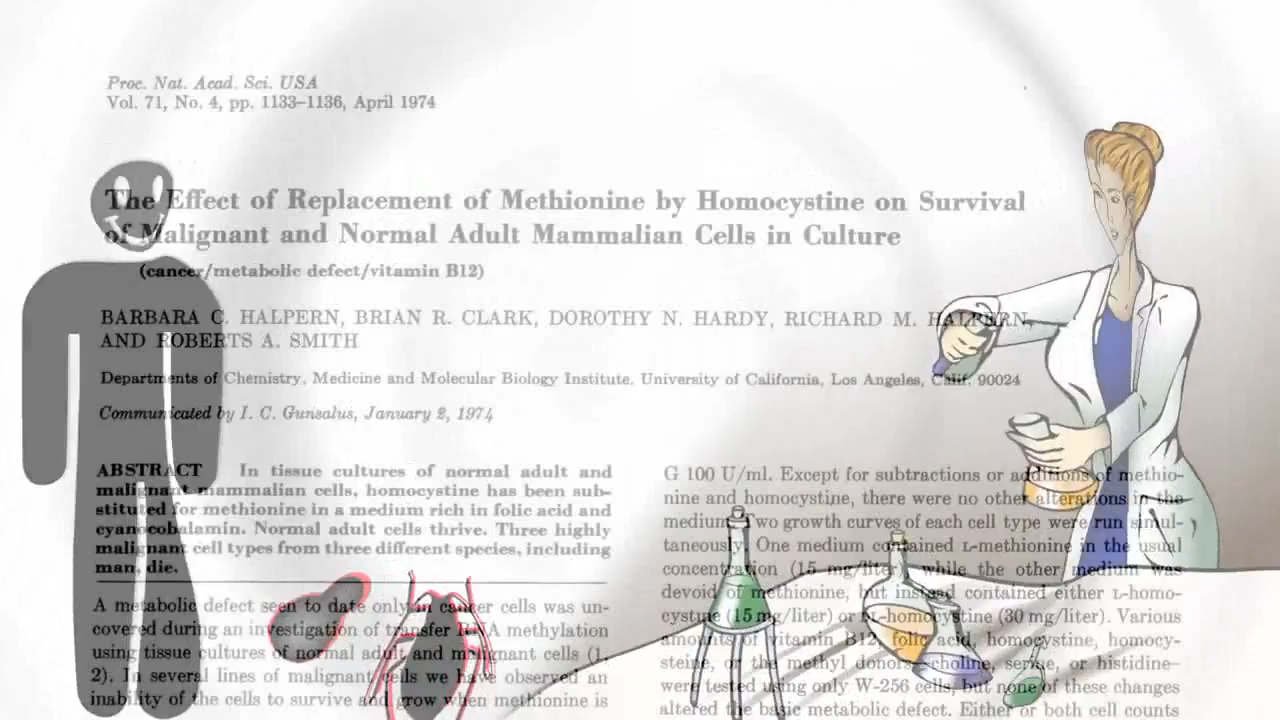 Proc. Nat. Acad. Sci. USA
Vol. 71, No. 4, pp. 1133–1136, April 1974
The Effect of Replacement of Methionine by Homocystine on Survival
of Malignant and Normal Adult Mammalian Cells in Culture
(cancer/metabolic defect/vitamin B12)
BARBARA C. HALPERN, BRIAN R. CLARK, DOROTHY N. HARDY, RICHARD M. HALPERN,
AND ROBERTS A. SMITH
Departments of Chemistry, Medicine and Molecular Biology Institute, University of California, Los Angeles, Calif. 90024
Communicated by I. C. Gunsalus, January 2, 1974
ABSTRACT In tissue cultures of normal adult and
malignant mammalian cells, homocystine has been sub-
stituted for methionine in a medium rich in folic acid and
cyanocobalamin. Normal adult cells thrive. Three highly
malignant cell types from three different species, including
man, die.
A metabolic defect seen to date only in cancer cells was un-
covered during an investigation of transfer RNA methylation
using tissue cultures of normal adult and malignant cells (1,
2). In several lines of malignant cells we have observed an
inability of the cells to survive and grow when methionine is
G 100 U/ml. Except for subtractions or additions of methio-
nine and homocystine, there were no other alterations in the
medium. Two growth curves of each cell type were run simul-
taneously. One medium contained L-methionine in the usual
concentration (15 mg/liter) while the other medium was
devoid of methionine, but instead contained either L-homo-
cystine (15 mg/liter) or DL-homocystine (30 mg/liter). Various
amounts of vitamin B12, folic acid, homocystine, homocy-
steine, or the methyl donors—choline, serine, or histidine—
were tested using only W-256 cells, but none of these changes
altered the basic metabolic defect. Either or both cell counts